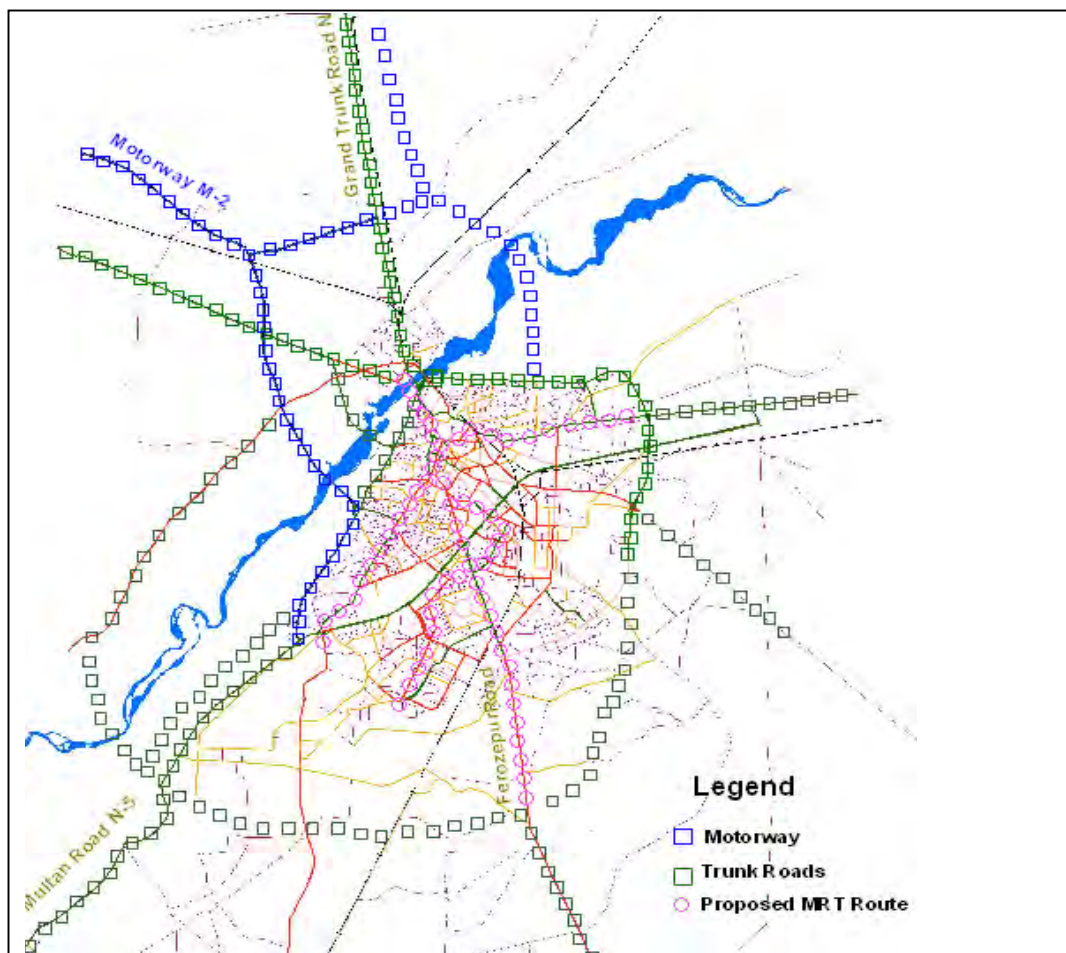 Grand Trunk Road N
Motorway M-2
Ferozepur Road
Multan Road N-5
Legend
Motorway
Trunk Roads
Proposed MRT Route